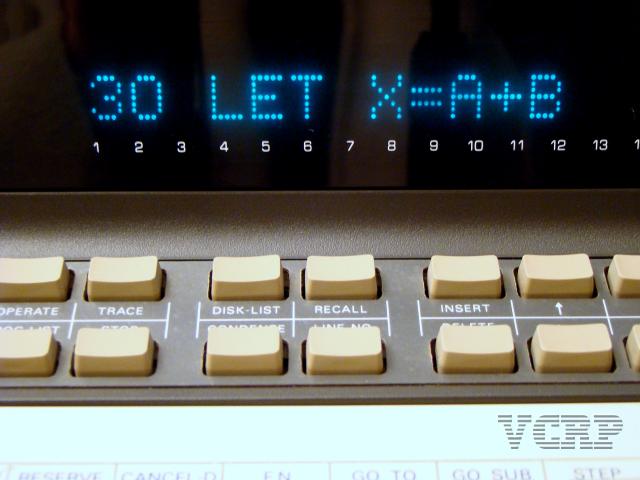 30 LET X=A+B
1 2 3 4 5 6 7 8 9 10 11 12 13
OPERATE TRACE DISK-LIST RECALL INSERT ↑
STOP CONDENSE LINE NO. DELETE
VCRP
RESERVE CANCEL D EN GO TO GO SUB STEP